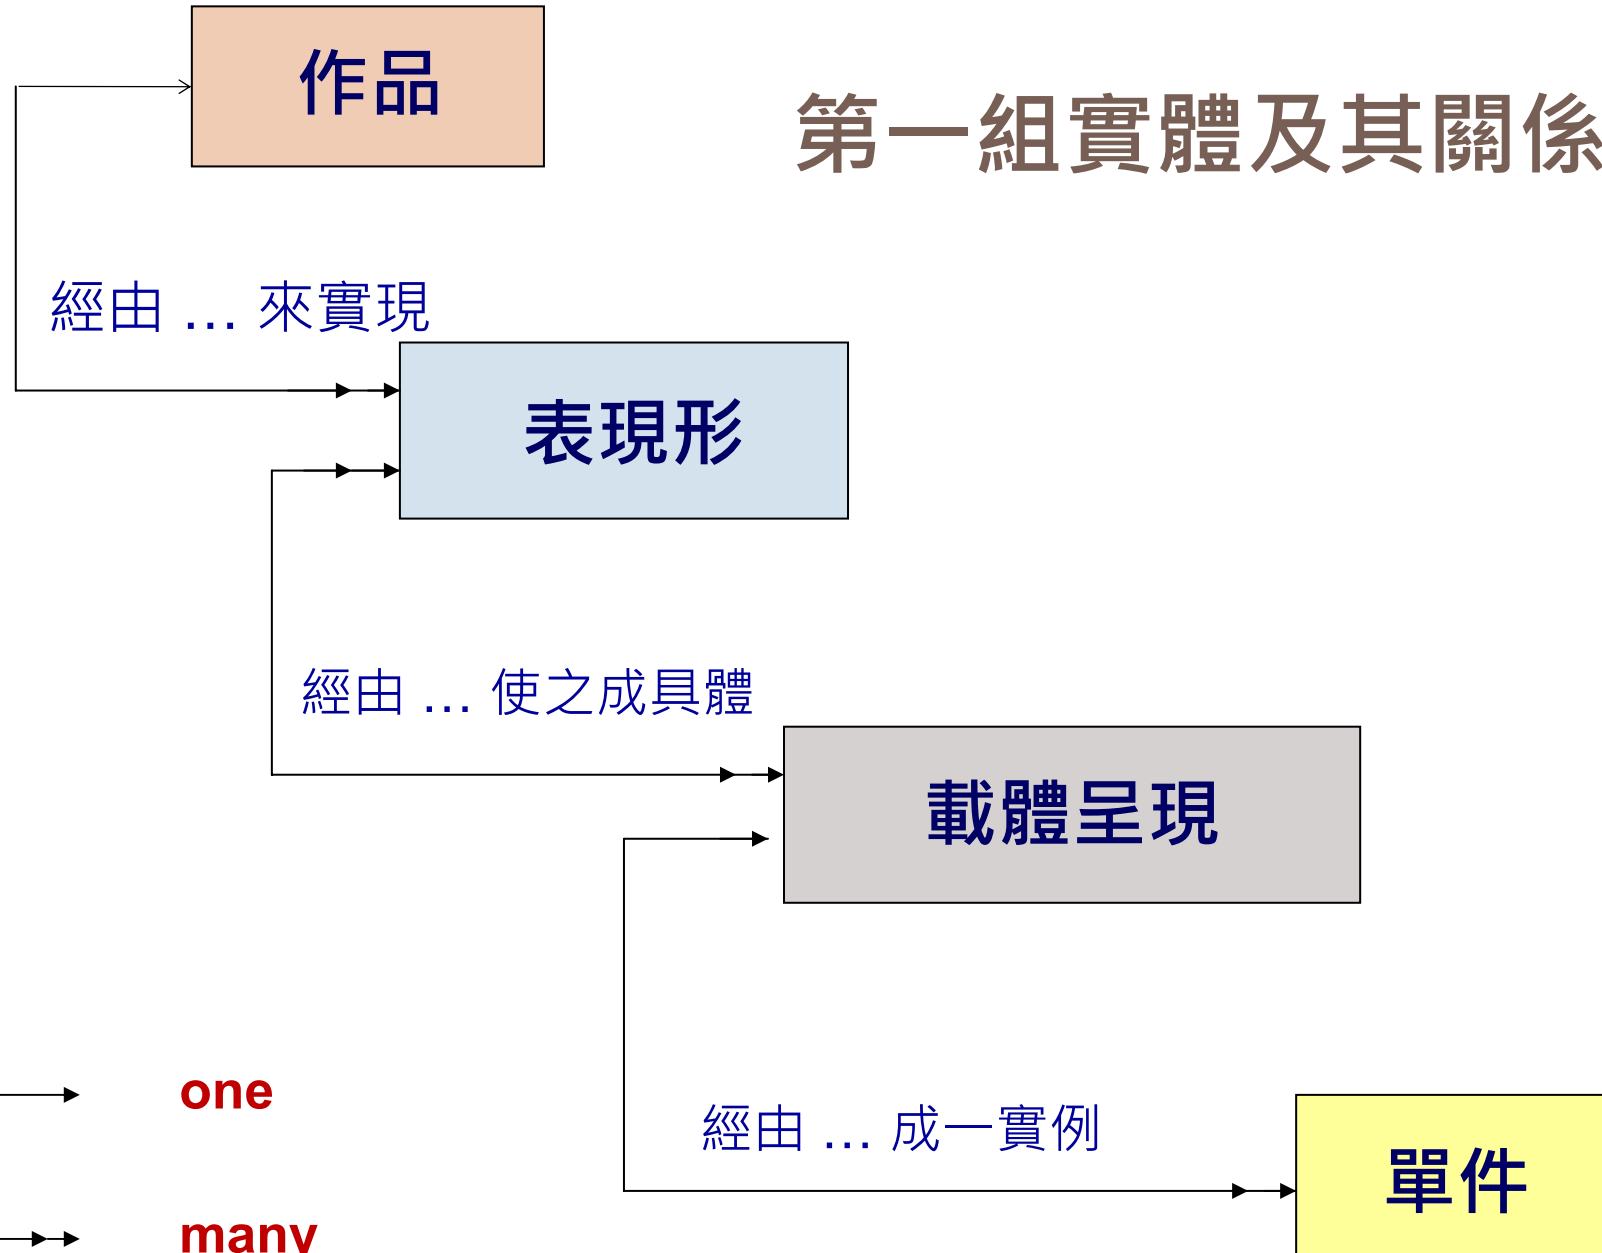 作品
第一組實體及其關係
經由 … 來實現
表現形
經由 … 使之成具體
載體呈現
one
經由 … 成一實例
單件
many